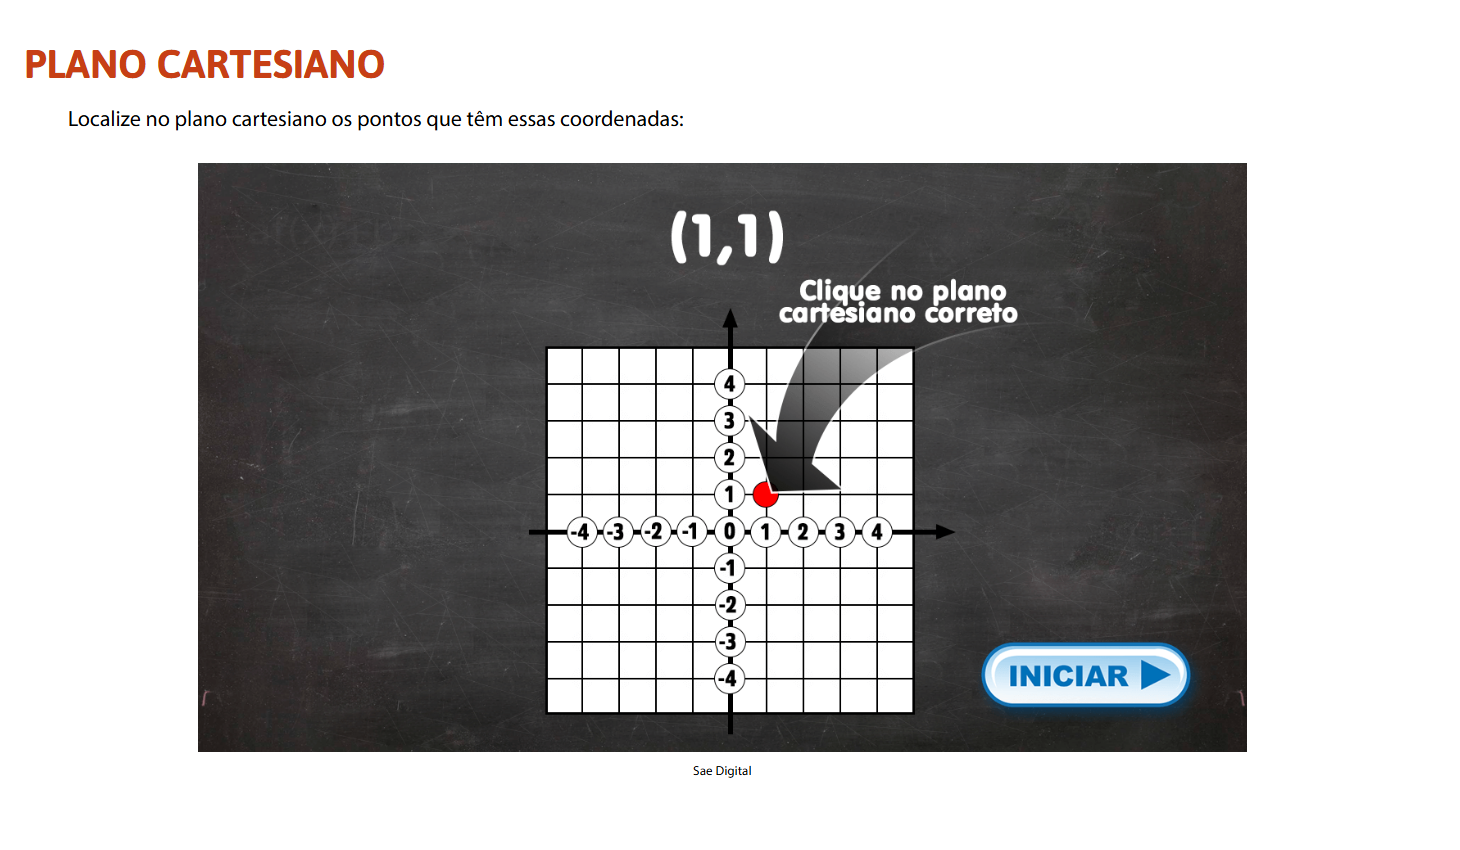 PLANO CARTESIANO
Localize no plano cartesiano os pontos que têm essas coordenadas:
(1,1)
Clique no plano
cartesiano correto
4
3
2
1
-4 -3 -2 -1 0 1 2 3 4
-1
-2
-3
-4
INICIAR
Sae Digital